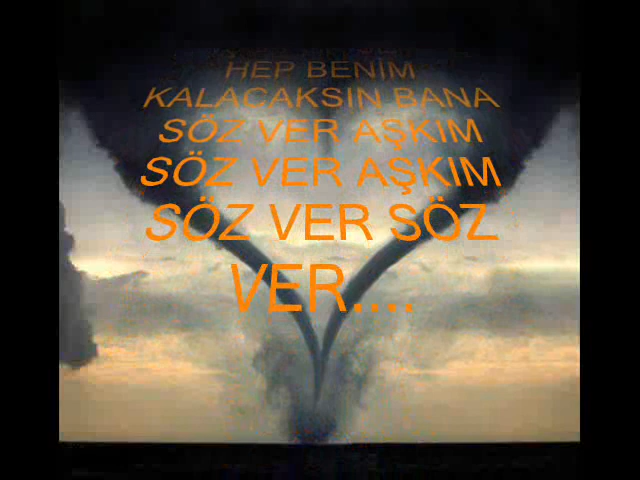 HEP BENİM
KALACAKSIN BANA
SÖZ VER AŞKIM
SÖZ VER AŞKIM
SÖZ VER SÖZ
VER....